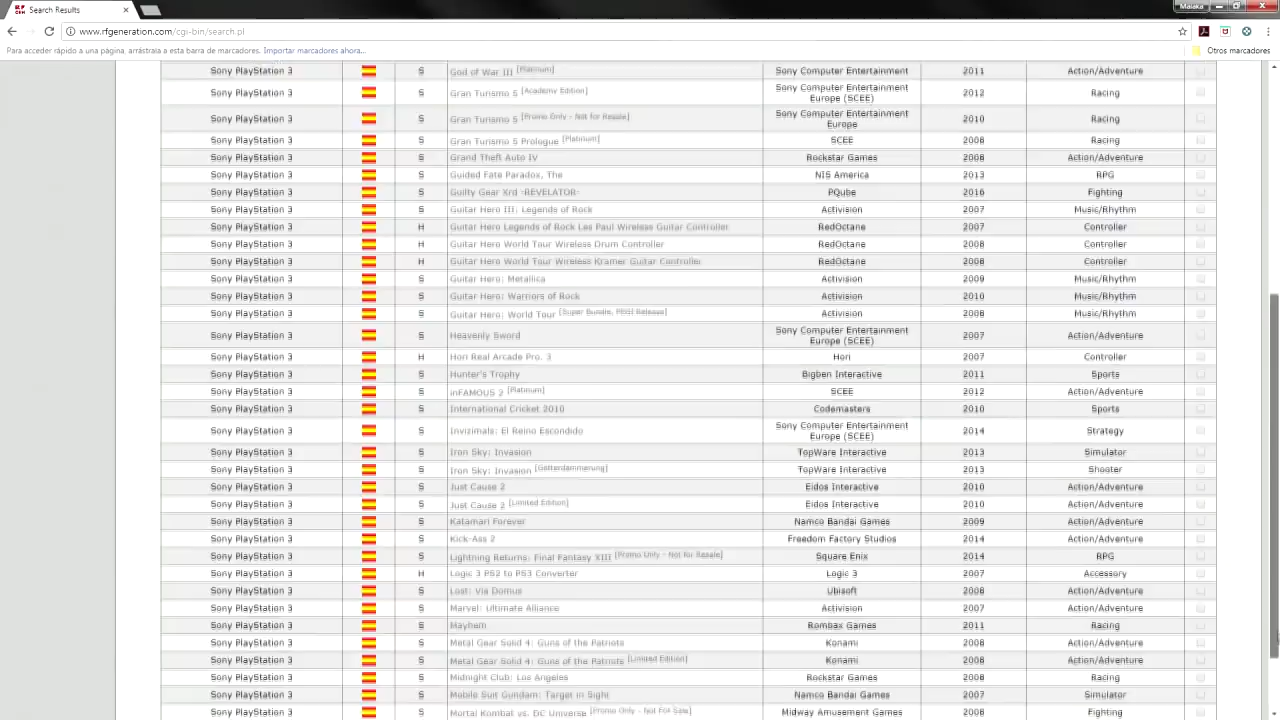 Search Results
Maiaka
www.rfgeneration.com/cgi-bin/search.pl
Para acceder rápido a una página, arrástrala a esta barra de marcadores. Importar marcadores ahora...
Otros marcadores
Sony PlayStation 3 S God of War III [Platinum] Sony Computer Entertainment 2011 Action/Adventure
Sony PlayStation 3 S Gran Turismo 5 [Academy Edition] Sony Computer Entertainment Europe (SCEE) 2012 Racing
Sony PlayStation 3 S Gran Turismo 5 [Promo Only - Not for Resale] Sony Computer Entertainment Europe 2010 Racing
Sony PlayStation 3 S Gran Turismo 5 Prologue [Platinum] SCEE 2008 Racing
Sony PlayStation 3 S Grand Theft Auto IV Rockstar Games 2008 Action/Adventure
Sony PlayStation 3 S Guided Fate Paradox, The NIS America 2013 RPG
Sony PlayStation 3 S Guilty Gear Xrd -REVELATOR- PQube 2016 Fighting
Sony PlayStation 3 S Guitar Hero III: Legends of Rock Activision 2007 Music/Rhythm
Sony PlayStation 3 H Guitar Hero Legends of Rock Les Paul Wireless Guitar Controller RedOctane 2007 Controller
Sony PlayStation 3 H Guitar Hero World Tour Wireless Drum Controller RedOctane 2008 Controller
Sony PlayStation 3 H Guitar Hero World Tour Wireless Kramer Guitar Controller RedOctane 2008 Controller
Sony PlayStation 3 S Guitar Hero: Metallica Activision 2009 Music/Rhythm
Sony PlayStation 3 S Guitar Hero: Warriors of Rock Activision 2010 Music/Rhythm
Sony PlayStation 3 S Guitar Hero: World Tour [Super Bundle, PEGI Release] Activision 2008 Music/Rhythm
Sony PlayStation 3 S Heavenly Sword Sony Computer Entertainment Europe (SCEE) 2007 Action/Adventure
Sony PlayStation 3 H Hori Real Arcade Pro. 3 Hori 2007 Controller
Sony PlayStation 3 S Hunter's Trophy Bigben Interactive 2011 Sports
Sony PlayStation 3 S inFAMOUS 2 [Platinum] SCEE 2012 Action/Adventure
Sony PlayStation 3 S International Cricket 2010 Codemasters 2010 Sports
Sony PlayStation 3 S Invizimals: El Reino Escondido Sony Computer Entertainment Europe (SCEE) 2014 Strategy
Sony PlayStation 3 S Iron Sky: Invasion TopWare Interactive 2013 Simulator
Sony PlayStation 3 S Iron Sky: Invasion [Götterdämmerung] TopWare Interactive 2013 Shooter
Sony PlayStation 3 S Just Cause 2 Eidos Interactive 2010 Action/Adventure
Sony PlayStation 3 S Just Cause 2 [Limited Edition] Eidos Interactive 2010 Action/Adventure
Sony PlayStation 3 S Katamari Forever Namco Bandai Games 2009 Action/Adventure
Sony PlayStation 3 S Kick-Ass 2 Freedom Factory Studios 2014 Action/Adventure
Sony PlayStation 3 S Lightning Returns: Final Fantasy XIII [Promo Only - Not for Resale] Square Enix 2014 RPG
Sony PlayStation 3 H Logic 3 PS2 to PS3 Converter Logic 3 2007 Accessory
Sony PlayStation 3 S Lost: Via Domus Ubisoft 2008 Action/Adventure
Sony PlayStation 3 S Marvel: Ultimate Alliance Activision 2007 Action/Adventure
Sony PlayStation 3 S Mayhem Rombax Games 2011 Racing
Sony PlayStation 3 S Metal Gear Solid 4: Guns of the Patriots Konami 2008 Action/Adventure
Sony PlayStation 3 S Metal Gear Solid 4: Guns of the Patriots [Limited Edition] Konami 2008 Action/Adventure
Sony PlayStation 3 S Midnight Club: Los Angeles Rockstar Games 2008 Racing
Sony PlayStation 3 S Mobile Suit Gundam: Target in Sight Namco Bandai Games 2007 Simulator
Sony PlayStation 3 S Mortal Kombat vs. DC Universe [Promo Only - Not For Sale] Midway Amusement Games 2008 Fighting